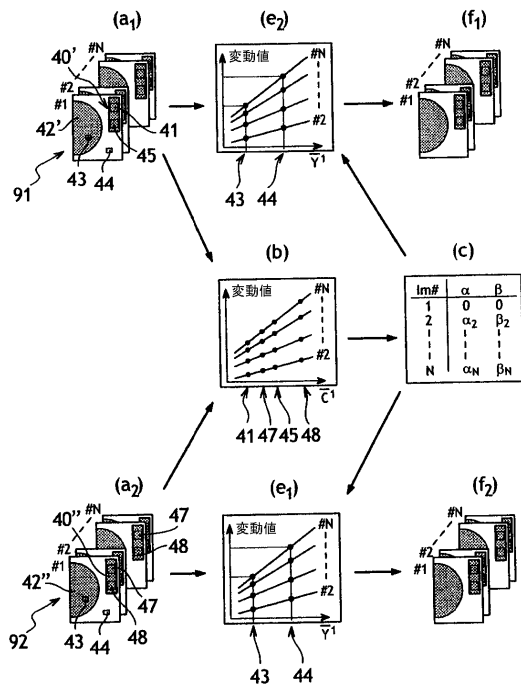 (a₁) (e₂) (f₁)
40' #N 変動値 #N #N
#2 #2
#1 #1
42' 41 #2
45 Y̅¹
43 44 43 44
91
(b) (c)
変動値 #N Im# α β
1 0 0
2 α₂ β₂
#2
N αN βN
C̅¹
41 47 45 48
(a₂) (e₁) (f₂)
#N 47 変動値 #N #N
40" 48
#2 #2
#1 #1
42" 47 #2
Y̅¹
92 43 44 48 43 44